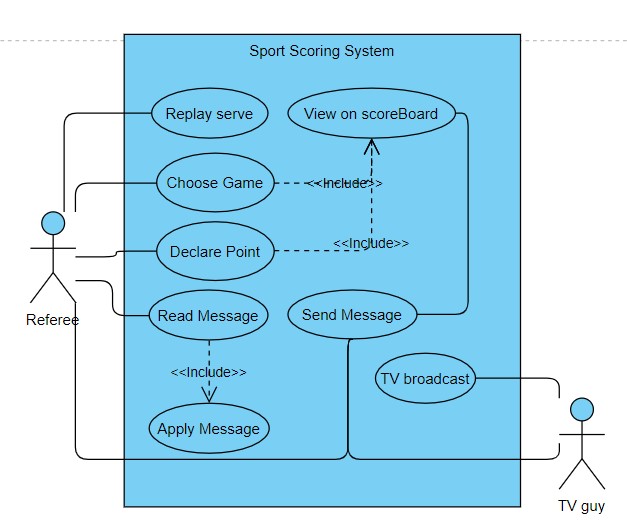 Sport Scoring System
Replay serve
View on scoreBoard
Choose Game
<<Include>>
Declare Point
<<Include>>
Referee
Read Message
Send Message
<<Include>>
TV broadcast
Apply Message
TV guy